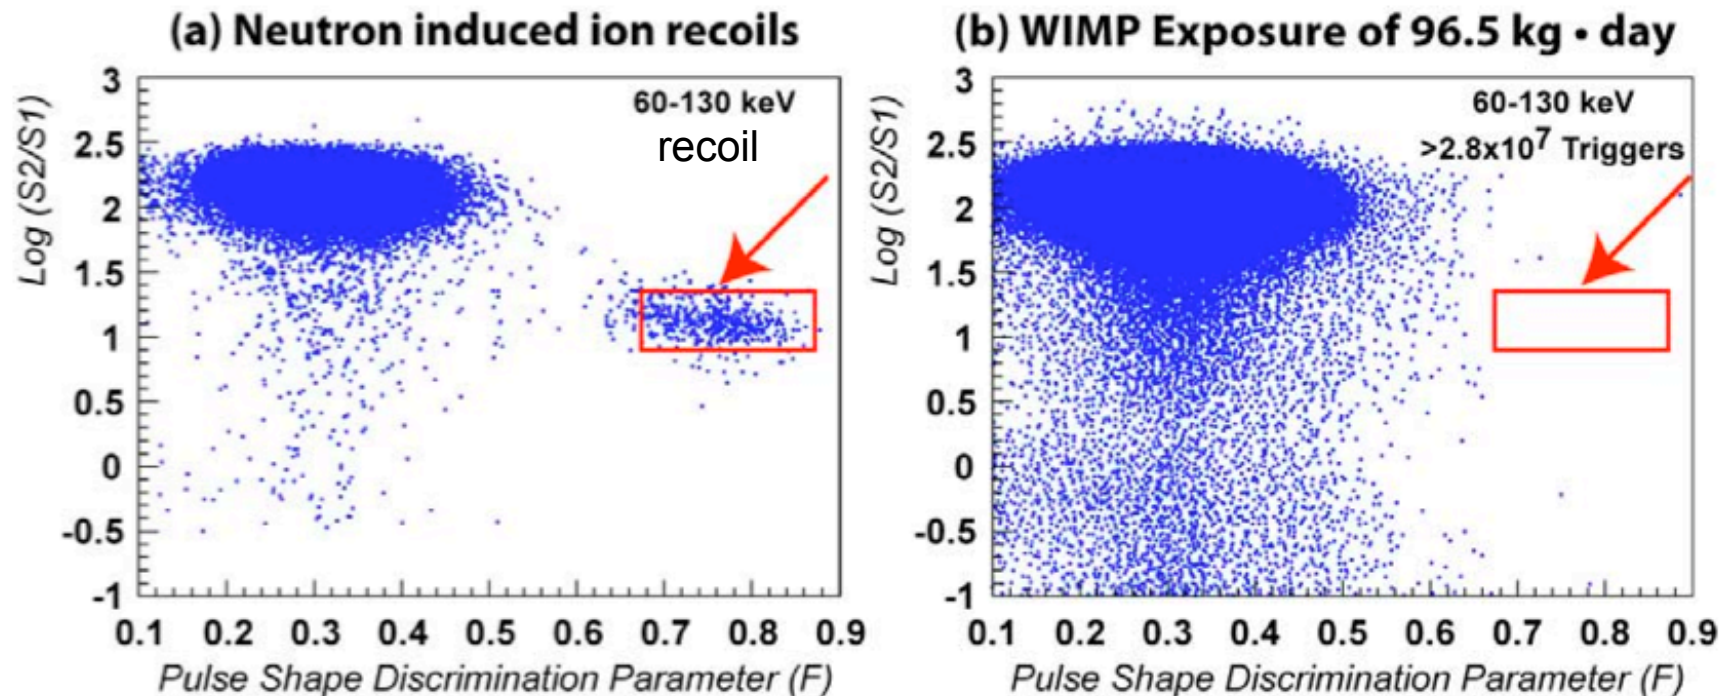 (a) Neutron induced ion recoils
60-130 keV
recoil
Log (S2/S1)
3
2.5
2
1.5
1
0.5
0
-0.5
-1
0.1 0.2 0.3 0.4 0.5 0.6 0.7 0.8 0.9
Pulse Shape Discrimination Parameter (F)
(b) WIMP Exposure of 96.5 kg • day
60-130 keV
>2.8x10⁷ Triggers
Log (S2/S1)
3
2.5
2
1.5
1
0.5
0
-0.5
-1
0.1 0.2 0.3 0.4 0.5 0.6 0.7 0.8 0.9
Pulse Shape Discrimination Parameter (F)